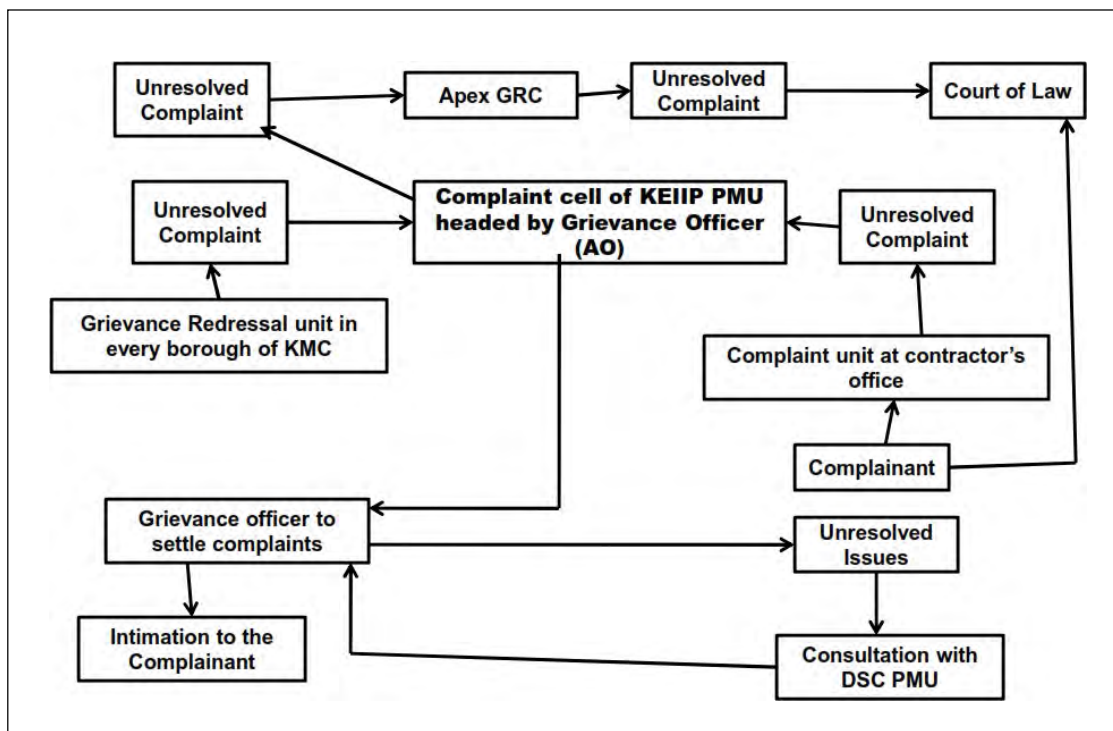 Unresolved
Complaint
Apex GRC
Unresolved
Complaint
Court of Law
Unresolved
Complaint
Complaint cell of KEIIP PMU
headed by Grievance Officer
(AO)
Unresolved
Complaint
Grievance Redressal unit in
every borough of KMC
Complaint unit at contractor's
office
Complainant
Grievance officer to
settle complaints
Unresolved
Issues
Intimation to the
Complainant
Consultation with
DSC PMU